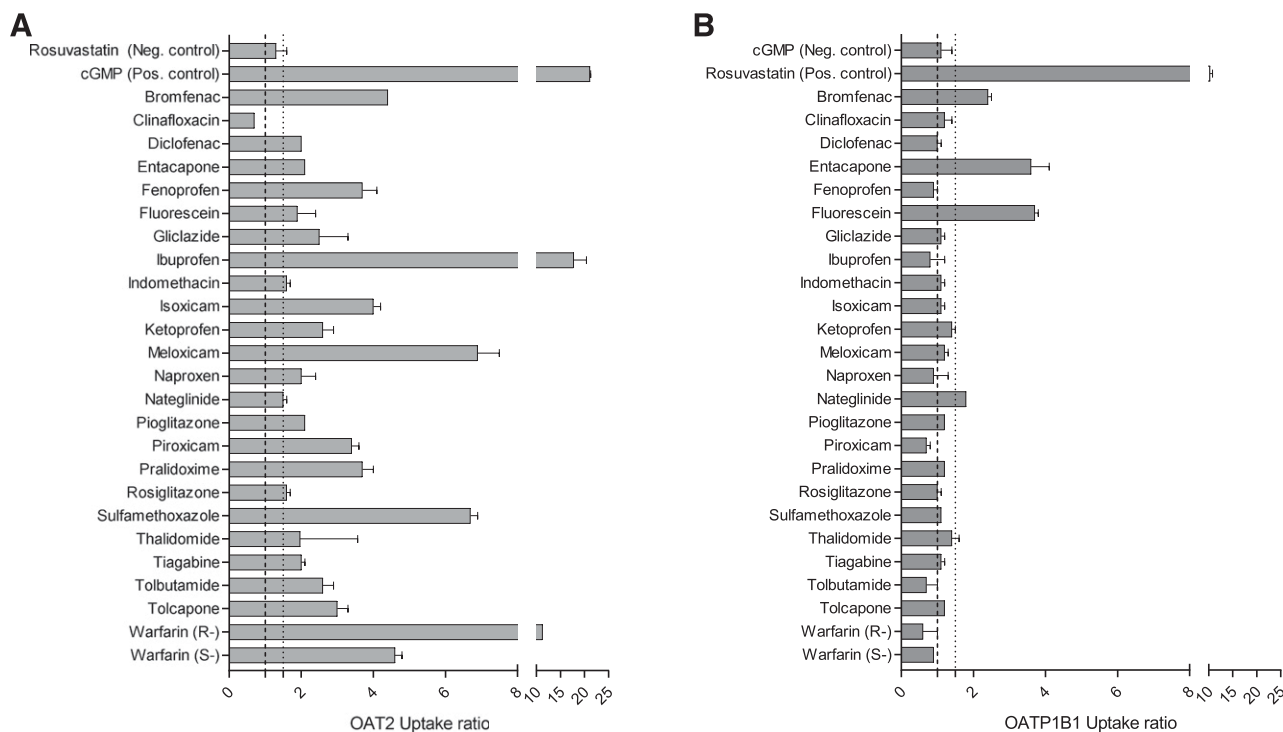 A
Rosuvastatin (Neg. control)
cGMP (Pos. control)
Bromfenac
Clinafloxacin
Diclofenac
Entacapone
Fenoprofen
Fluorescein
Gliclazide
Ibuprofen
Indomethacin
Isoxicam
Ketoprofen
Meloxicam
Naproxen
Nateglinide
Pioglitazone
Piroxicam
Pralidoxime
Rosiglitazone
Sulfamethoxazole
Thalidomide
Tiagabine
Tolbutamide
Tolcapone
Warfarin (R-)
Warfarin (S-)
0 2 4 6 8 10 15 20 25
OAT2 Uptake ratio
B
cGMP (Neg. control)
Rosuvastatin (Pos. control)
Bromfenac
Clinafloxacin
Diclofenac
Entacapone
Fenoprofen
Fluorescein
Gliclazide
Ibuprofen
Indomethacin
Isoxicam
Ketoprofen
Meloxicam
Naproxen
Nateglinide
Pioglitazone
Piroxicam
Pralidoxime
Rosiglitazone
Sulfamethoxazole
Thalidomide
Tiagabine
Tolbutamide
Tolcapone
Warfarin (R-)
Warfarin (S-)
0 2 4 6 8 10 15 20 25
OATP1B1 Uptake ratio